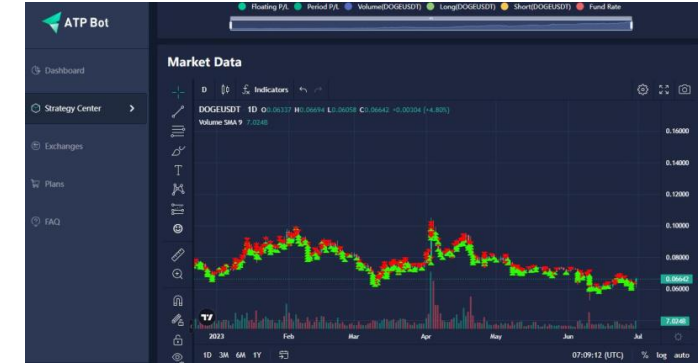 ATP Bot
Floating P/L Period P/L Volume(DOGEUSDT) Long(DOGEUSDT) Short(DOGEUSDT) Fund Rate
Market Data
Dashboard
D Indicators
Strategy Center
DOGEUSDT 1D O0.06337 H0.06694 L0.06058 C0.06642 +0.00304 (+4.80%)
Volume SMA 9 7.024B
Exchanges
Plans
FAQ
0.16000
0.14000
0.12000
0.10000
0.08000
0.06642
0.06000
7.024B
2023 Feb Mar Apr May Jun Jul
1D 3M 6M 1Y 07:09:12 (UTC) % log auto